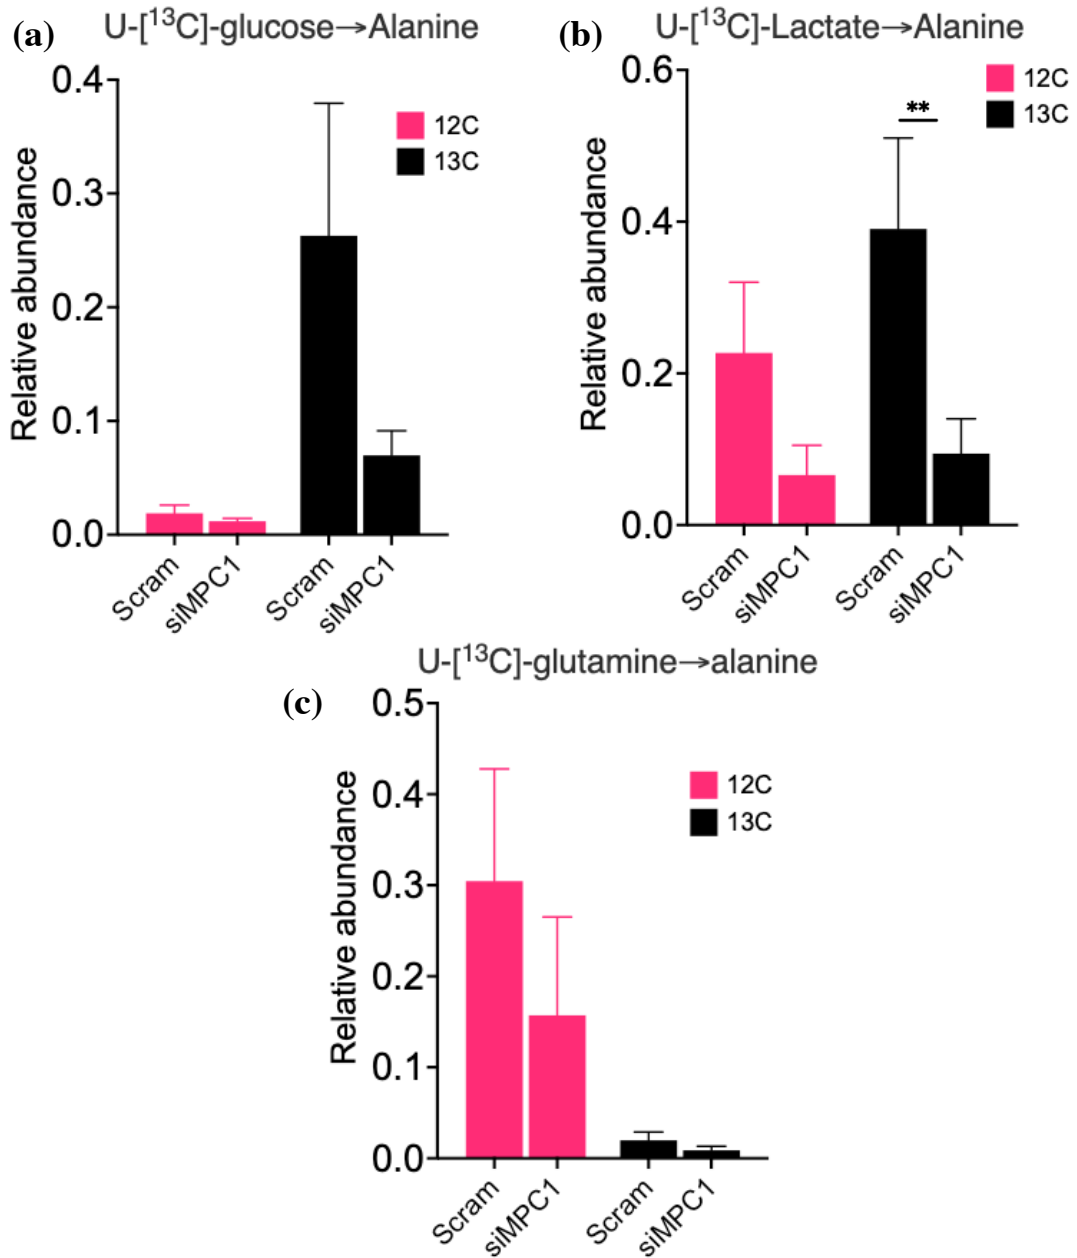 (a)
U-[¹³C]-glucose→Alanine
Relative abundance
0.4
0.3
0.2
0.1
0.0
12C
13C
Scram
siMPC1
Scram
siMPC1
(b)
U-[¹³C]-Lactate→Alanine
Relative abundance
0.6
0.4
0.2
0.0
12C
13C
**
Scram
siMPC1
Scram
siMPC1
(c)
U-[¹³C]-glutamine→alanine
Relative abundance
0.5
0.4
0.3
0.2
0.1
0.0
12C
13C
Scram
siMPC1
Scram
siMPC1